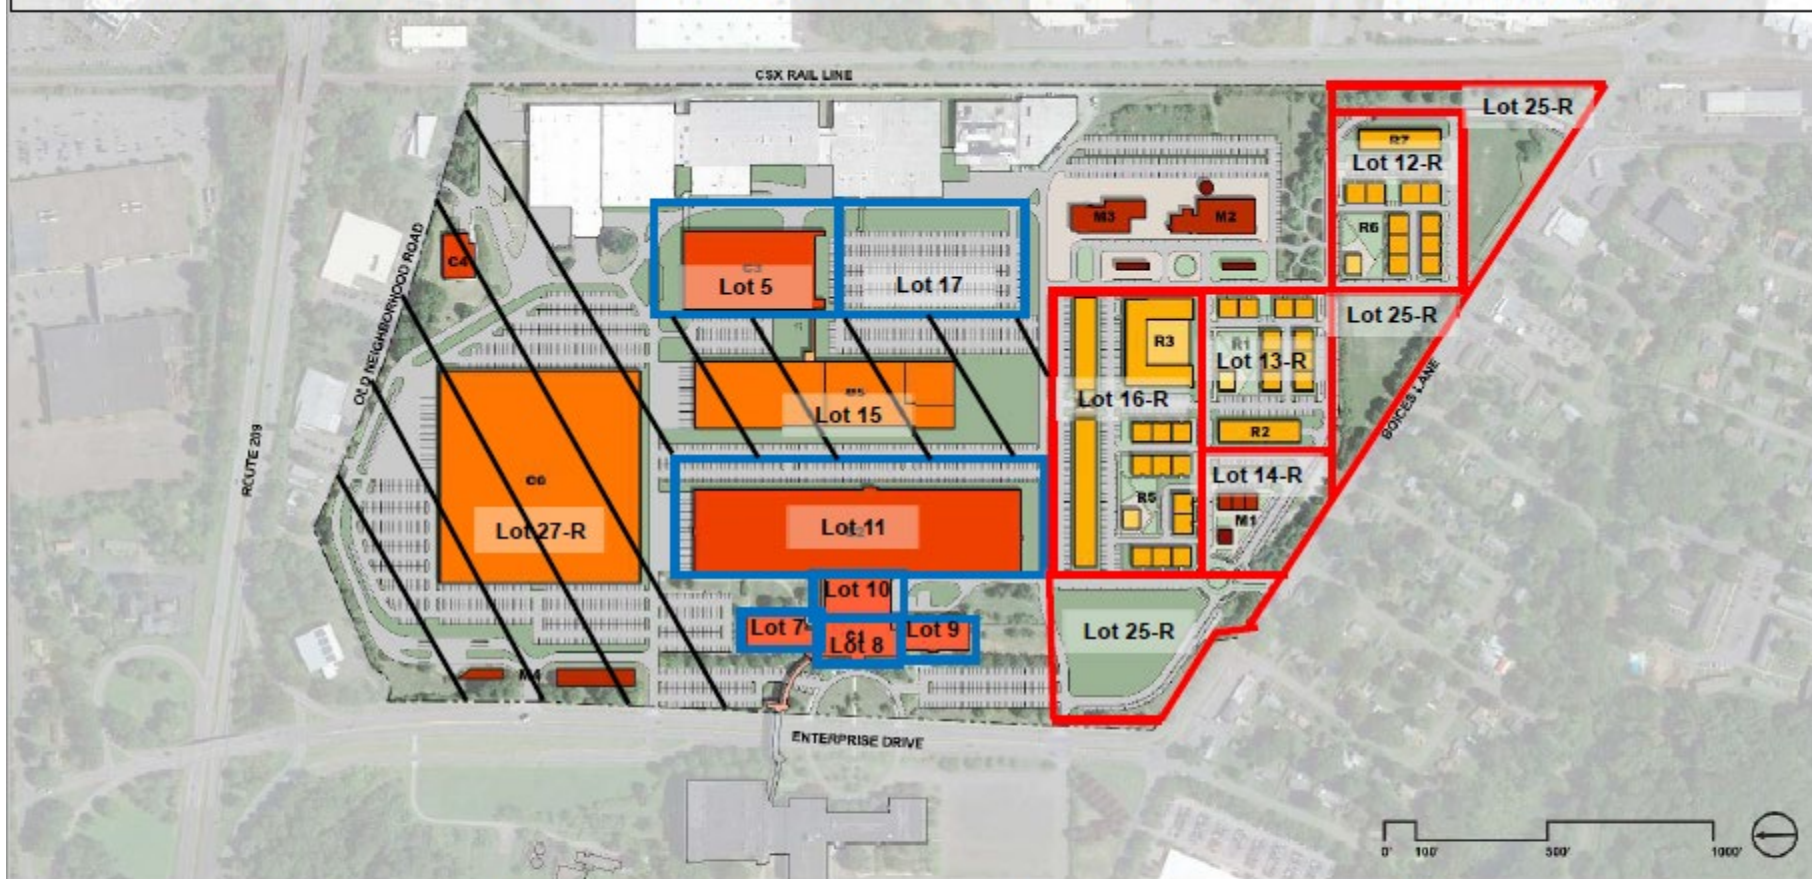 CSX RAIL LINE
Lot 25-R
R7
Lot 12-R
M3
M2
R6
OLD NEIGHBORHOOD ROAD
C4
Lot 5
Lot 17
Lot 25-R
R3
R1
Lot 13-R
Lot 16-R
Lot 15
BOICES LANE
R2
ROUTE 209
C6
Lot 27-R
Lot 11
Lot 14-R
R5
M1
Lot 10
Lot 7
C1
Lot 8
Lot 9
Lot 25-R
M4
ENTERPRISE DRIVE
0' 100' 500' 1000'